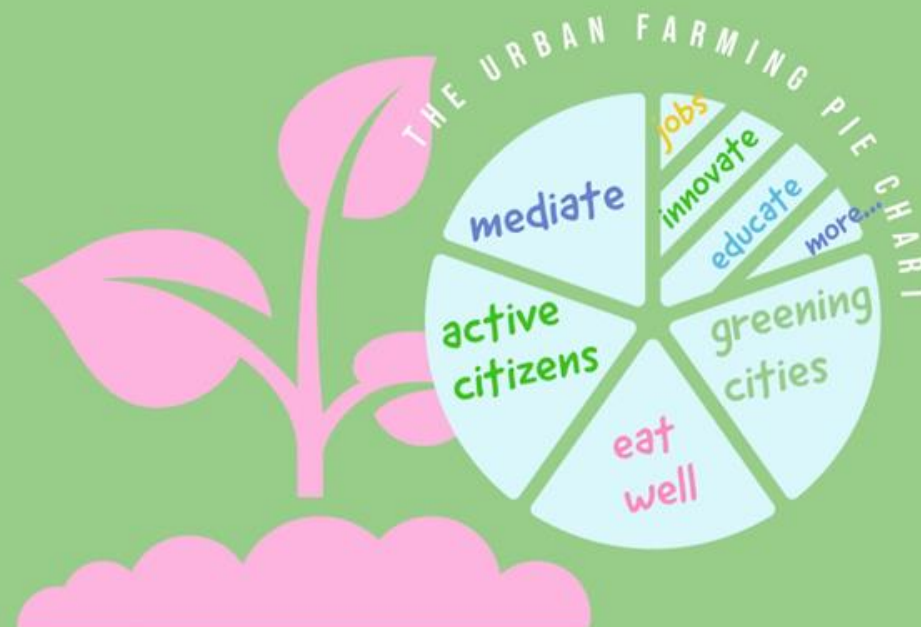 THE URBAN FARMING PIE CHART
jobs
innovate
educate
more...
mediate
active
citizens
greening
cities
eat
well